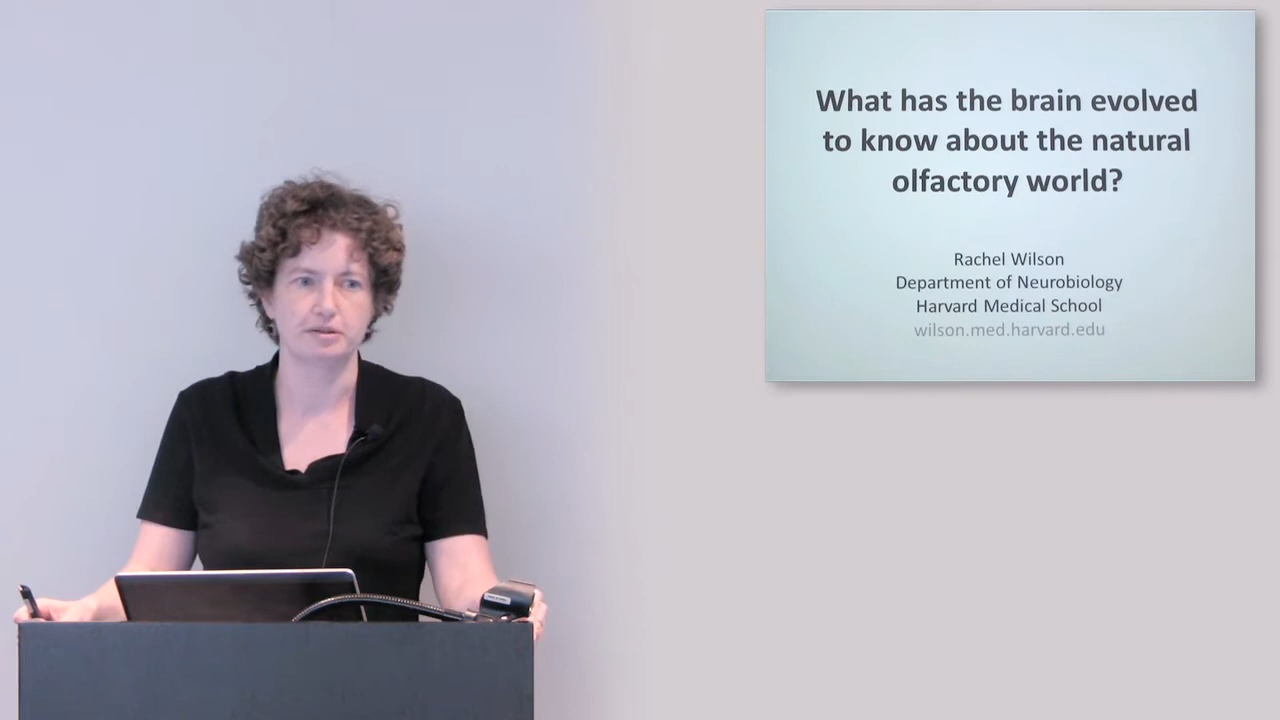 What has the brain evolved
to know about the natural
olfactory world?
Rachel Wilson
Department of Neurobiology
Harvard Medical School
wilson.med.harvard.edu